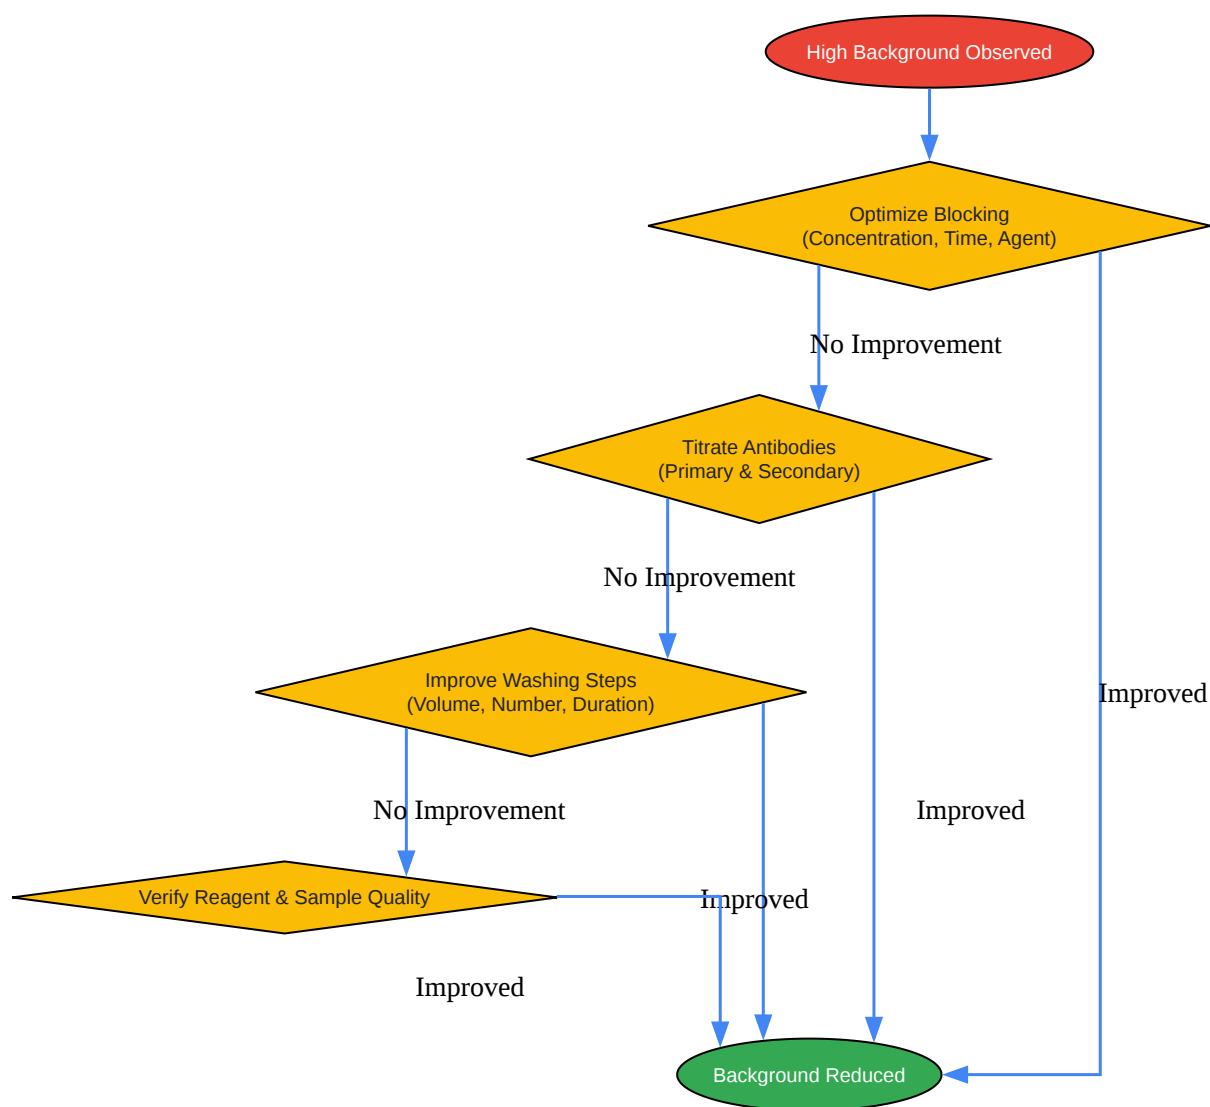 High Background Observed
Optimize Blocking
(Concentration, Time, Agent)
No Improvement
Titrate Antibodies
(Primary & Secondary)
No Improvement
Improve Washing Steps
(Volume, Number, Duration)
Improved
No Improvement
Improved
Verify Reagent & Sample Quality
Improved
Improved
Background Reduced